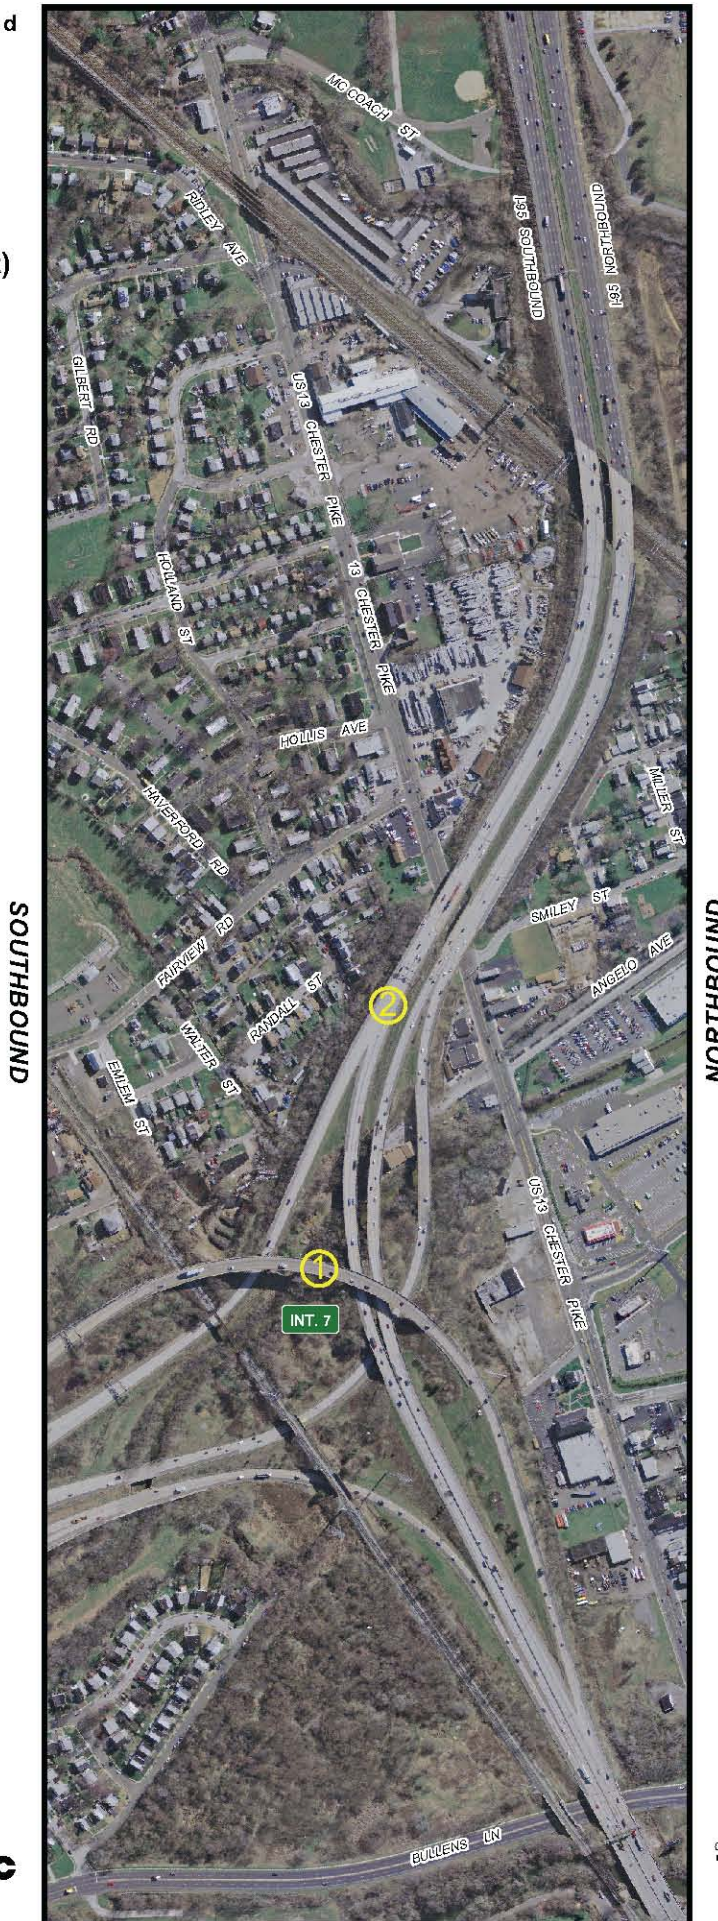 d
MC COACH ST
RIDLEY AVE
I-95 SOUTHBOUND
I-95 NORTHBOUND
GILBERT RD
US 13 CHESTER PIKE
13 CHESTER PIKE
HOLLAND ST
HOLLIS AVE
HAVERFORD RD
MILLER ST
SMILEY ST
FAIRVIEW RD
ANGELO AVE
RANDALL ST
SOUTHBOUND
NORTHBOUND
2
WALTER ST
EMLEM ST
US 13 CHESTER PIKE
1
INT. 7
BULLENS LN
c